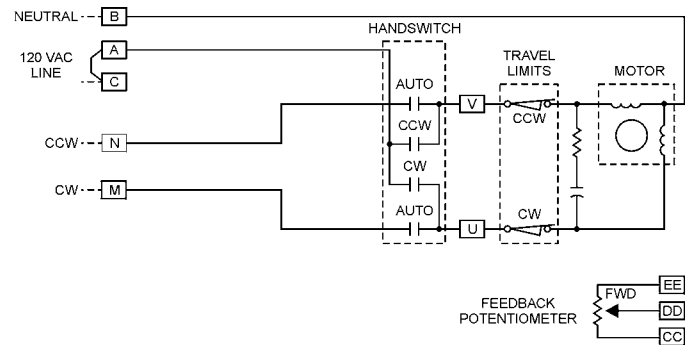 NEUTRAL
B
HANDSWITCH
A
120 VAC
LINE
C
TRAVEL
LIMITS
MOTOR
AUTO
V
CCW
CCW
CCW
N
CW
CW
M
AUTO
U
CW
FEEDBACK
POTENTIOMETER
FWD
EE
DD
CC